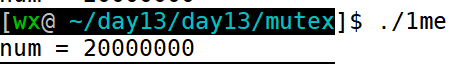 [wx@ ~/day13/day13/mutex]$ ./1me
num = 20000000